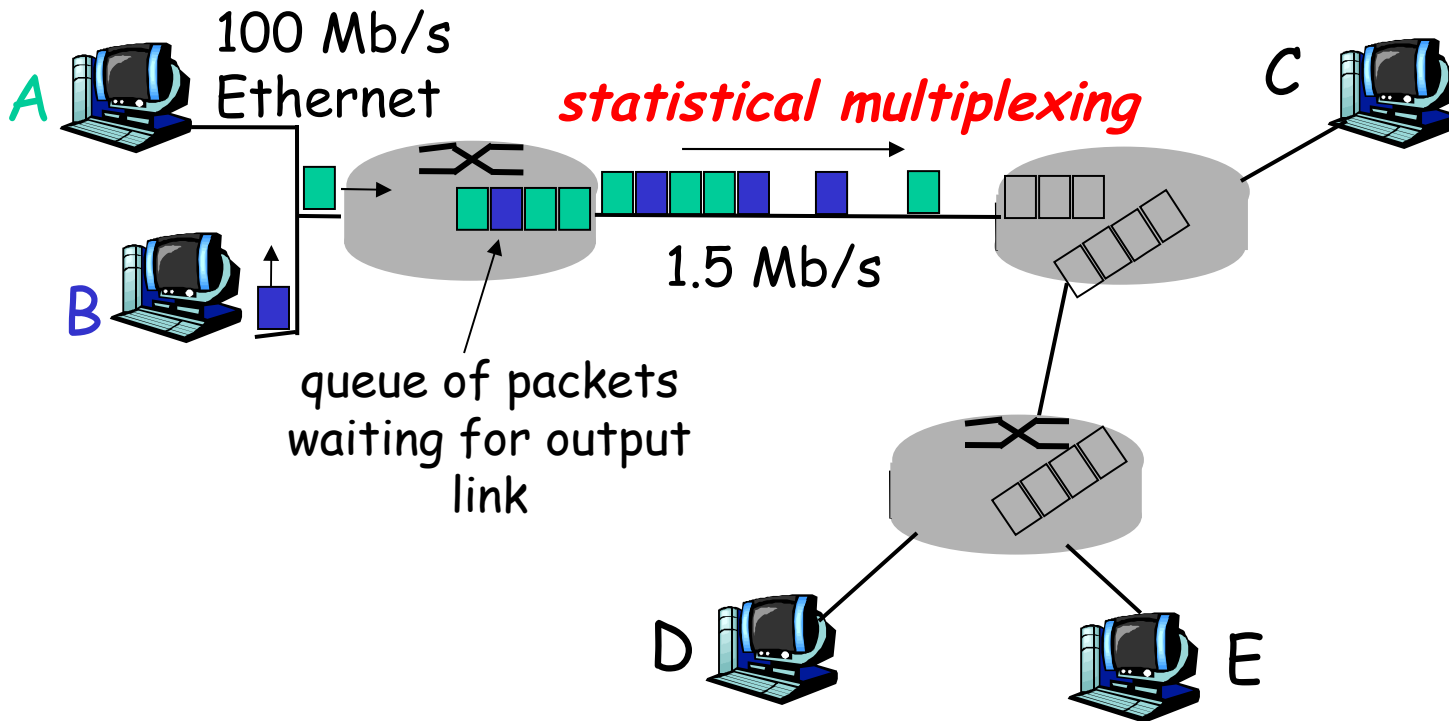 100 Mb/s
Ethernet
A
statistical multiplexing
C
B
1.5 Mb/s
queue of packets
waiting for output
link
D
E